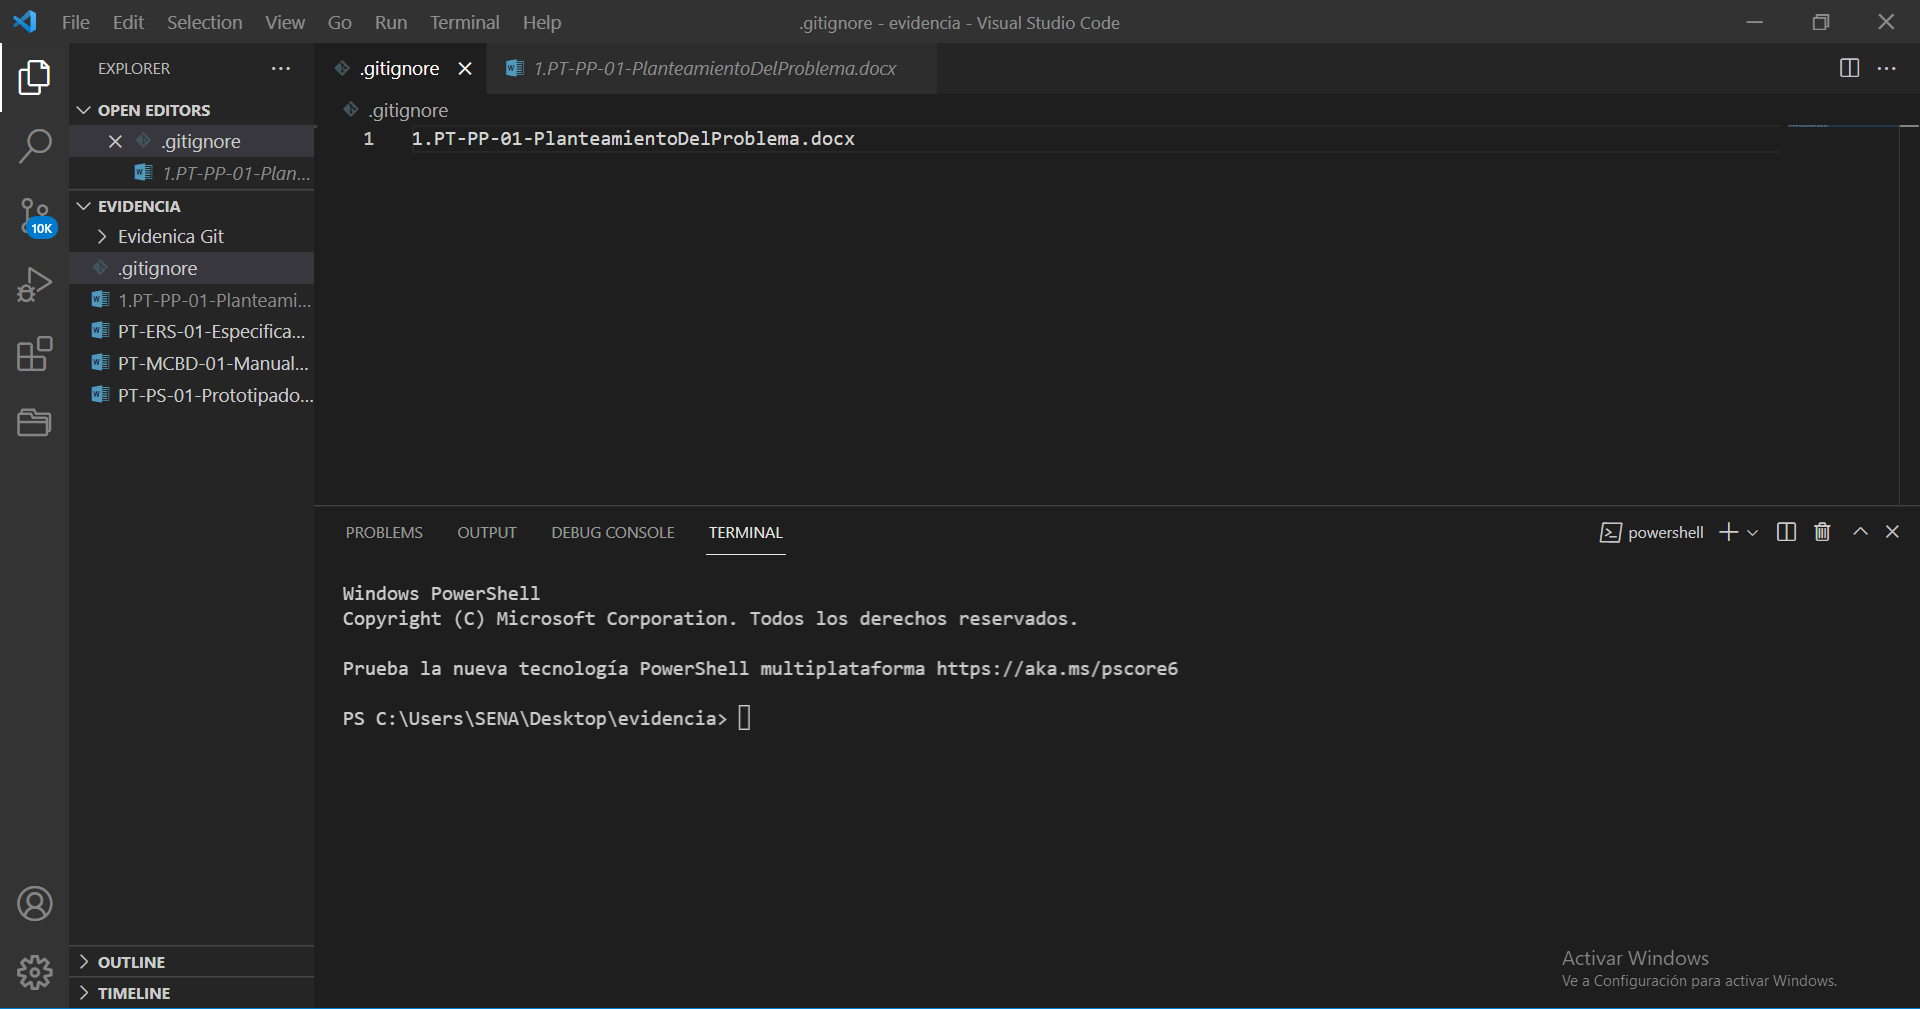 File Edit Selection View Go Run Terminal Help .gitignore - evidencia - Visual Studio Code
EXPLORER
.gitignore 1.PT-PP-01-PlanteamientoDelProblema.docx
OPEN EDITORS
.gitignore
1.PT-PP-01-Plan...
EVIDENCIA
10K
Evidenica Git
.gitignore
1.PT-PP-01-Planteami...
PT-ERS-01-Especifica...
PT-MCBD-01-Manual...
PT-PS-01-Prototipado...
OUTLINE
TIMELINE
.gitignore
1 1.PT-PP-01-PlanteamientoDelProblema.docx
PROBLEMS OUTPUT DEBUG CONSOLE TERMINAL powershell
Windows PowerShell
Copyright (C) Microsoft Corporation. Todos los derechos reservados.
Prueba la nueva tecnología PowerShell multiplataforma https://aka.ms/pscore6
PS C:\Users\SENA\Desktop\evidencia>
Activar Windows
Ve a Configuración para activar Windows.